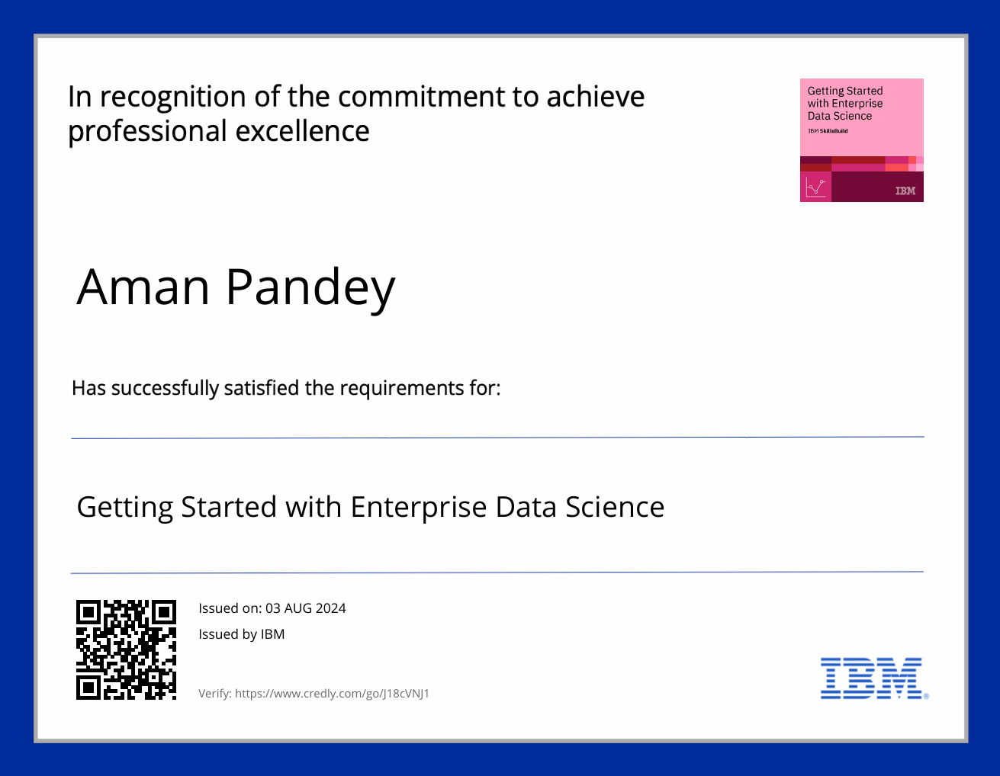 In recognition of the commitment to achieve
professional excellence
Getting Started
with Enterprise
Data Science
IBM SkillsBuild
IBM
Aman Pandey
Has successfully satisfied the requirements for:
Getting Started with Enterprise Data Science
Issued on: 03 AUG 2024
Issued by IBM
Verify: https://www.credly.com/go/J18cVNJ1
IBM®